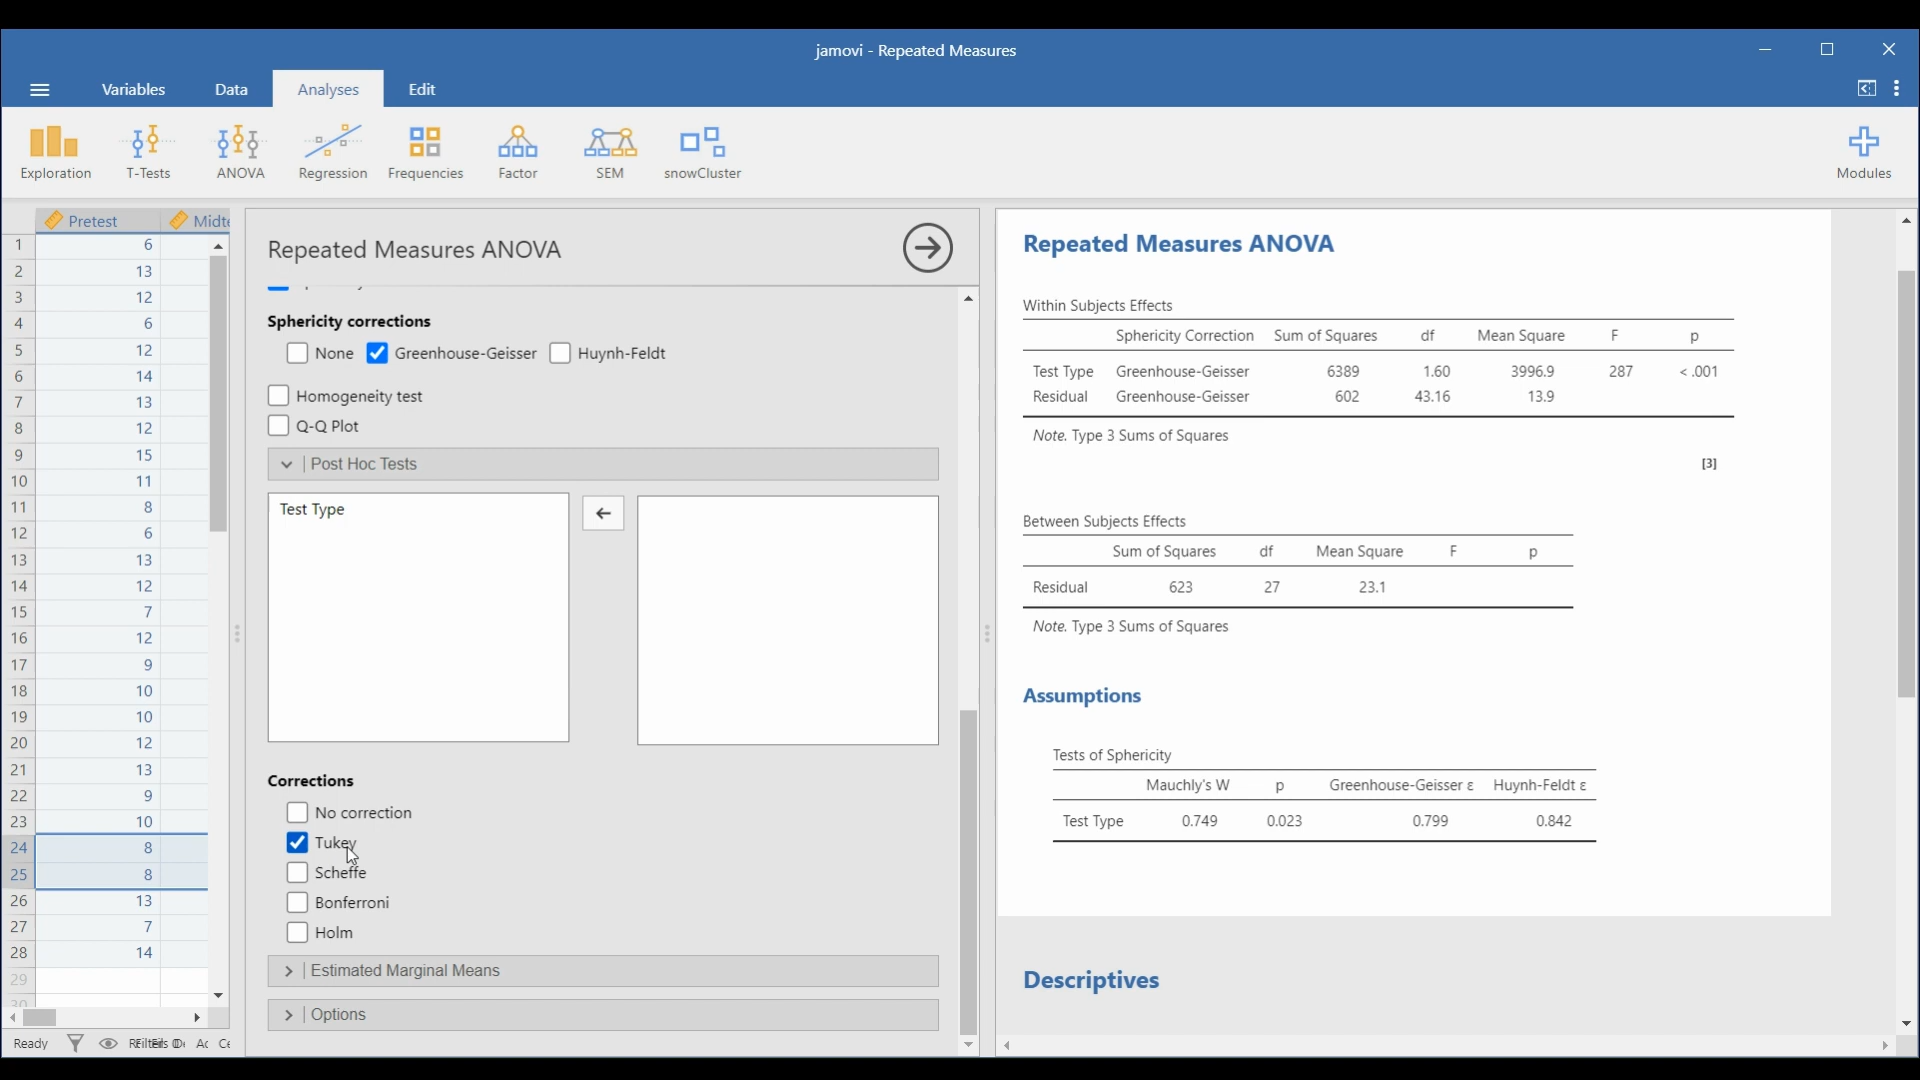 jamovi - Repeated Measures
Variables Data Analyses Edit
Exploration T-Tests ANOVA Regression Frequencies Factor SEM snowCluster Modules
Pretest Midte
1 6
2 13
3 12
4 6
5 12
6 14
7 13
8 12
9 15
10 11
11 8
12 6
13 13
14 12
15 7
16 12
17 9
18 10
19 10
20 12
21 13
22 9
23 10
24 8
25 8
26 13
27 7
28 14
29
30
Ready
Repeated Measures ANOVA
Sphericity corrections
None Greenhouse-Geisser Huynh-Feldt
Homogeneity test
Q-Q Plot
Post Hoc Tests
Test Type
Corrections
No correction
Tukey
Scheffe
Bonferroni
Holm
Estimated Marginal Means
Options
Repeated Measures ANOVA
Within Subjects Effects
Sphericity Correction Sum of Squares df Mean Square F p
Test Type Greenhouse-Geisser 6389 1.60 3996.9 287 < .001
Residual Greenhouse-Geisser 602 43.16 13.9
Note. Type 3 Sums of Squares
[3]
Between Subjects Effects
Sum of Squares df Mean Square F p
Residual 623 27 23.1
Note. Type 3 Sums of Squares
Assumptions
Tests of Sphericity
Mauchly's W p Greenhouse-Geisser ε Huynh-Feldt ε
Test Type 0.749 0.023 0.799 0.842
Descriptives